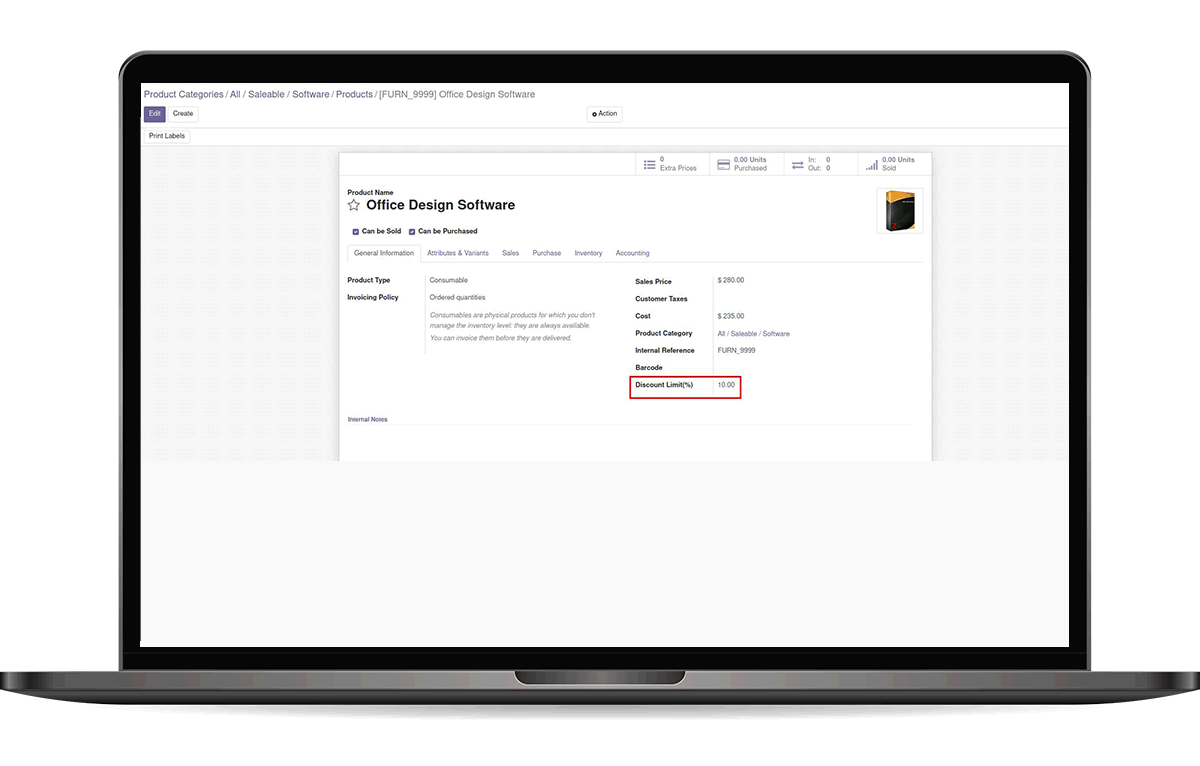 Product Categories / All / Saleable / Software / Products / [FURN_9999] Office Design Software
Edit Create Action
Print Labels
0 Extra Prices
0.00 Units Purchased
In: 0
Out: 0
0.00 Units Sold
Product Name
Office Design Software
Can be Sold Can be Purchased
General Information Attributes & Variants Sales Purchase Inventory Accounting
Product Type Consumable
Invoicing Policy Ordered quantities
Consumables are physical products for which you don't
manage the inventory level: they are always available.
You can invoice them before they are delivered.
Sales Price $ 280.00
Customer Taxes
Cost $ 235.00
Product Category All / Saleable / Software
Internal Reference FURN_9999
Barcode
Discount Limit(%) 10.00
Internal Notes